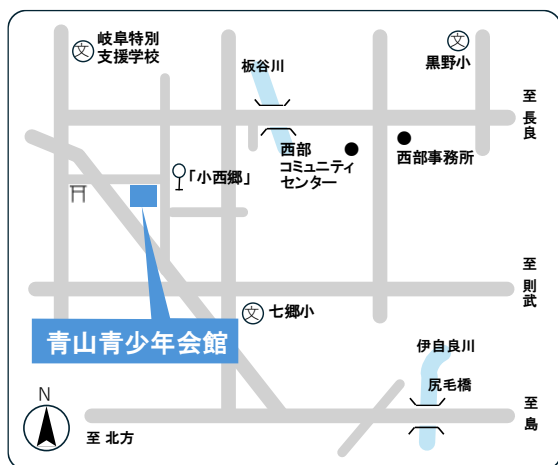 文
岐阜特別
支援学校
板谷川
文
黒野小
至
長
良
西部
コミュニティ
センター
西部事務所
「小西郷」
至
則
武
文
七郷小
青山青少年会館
伊自良川
尻毛橋
N
至 北方
至
島